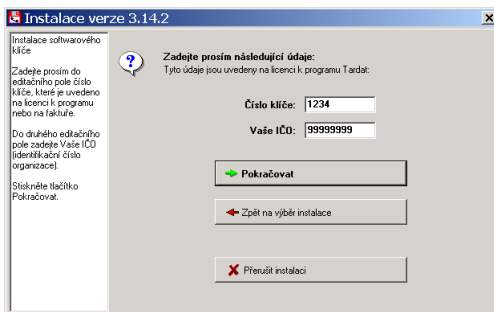 Instalace verze 3.14.2
Instalace softwarového
klíče
Zadejte prosím do
editačního pole číslo
klíče, které je uvedeno
na licenci k programu
nebo na faktuře.
Do druhého editačního
pole zadejte Vaše IČO
(identifikační číslo
organizace).
Stiskněte tlačítko
Pokračovat.
Zadejte prosím následující údaje:
Tyto údaje jsou uvedeny na licenci k programu Tardat:
Číslo klíče: 1234
Vaše IČO: 99999999
Pokračovat
Zpět na výběr instalace
Přerušit instalaci